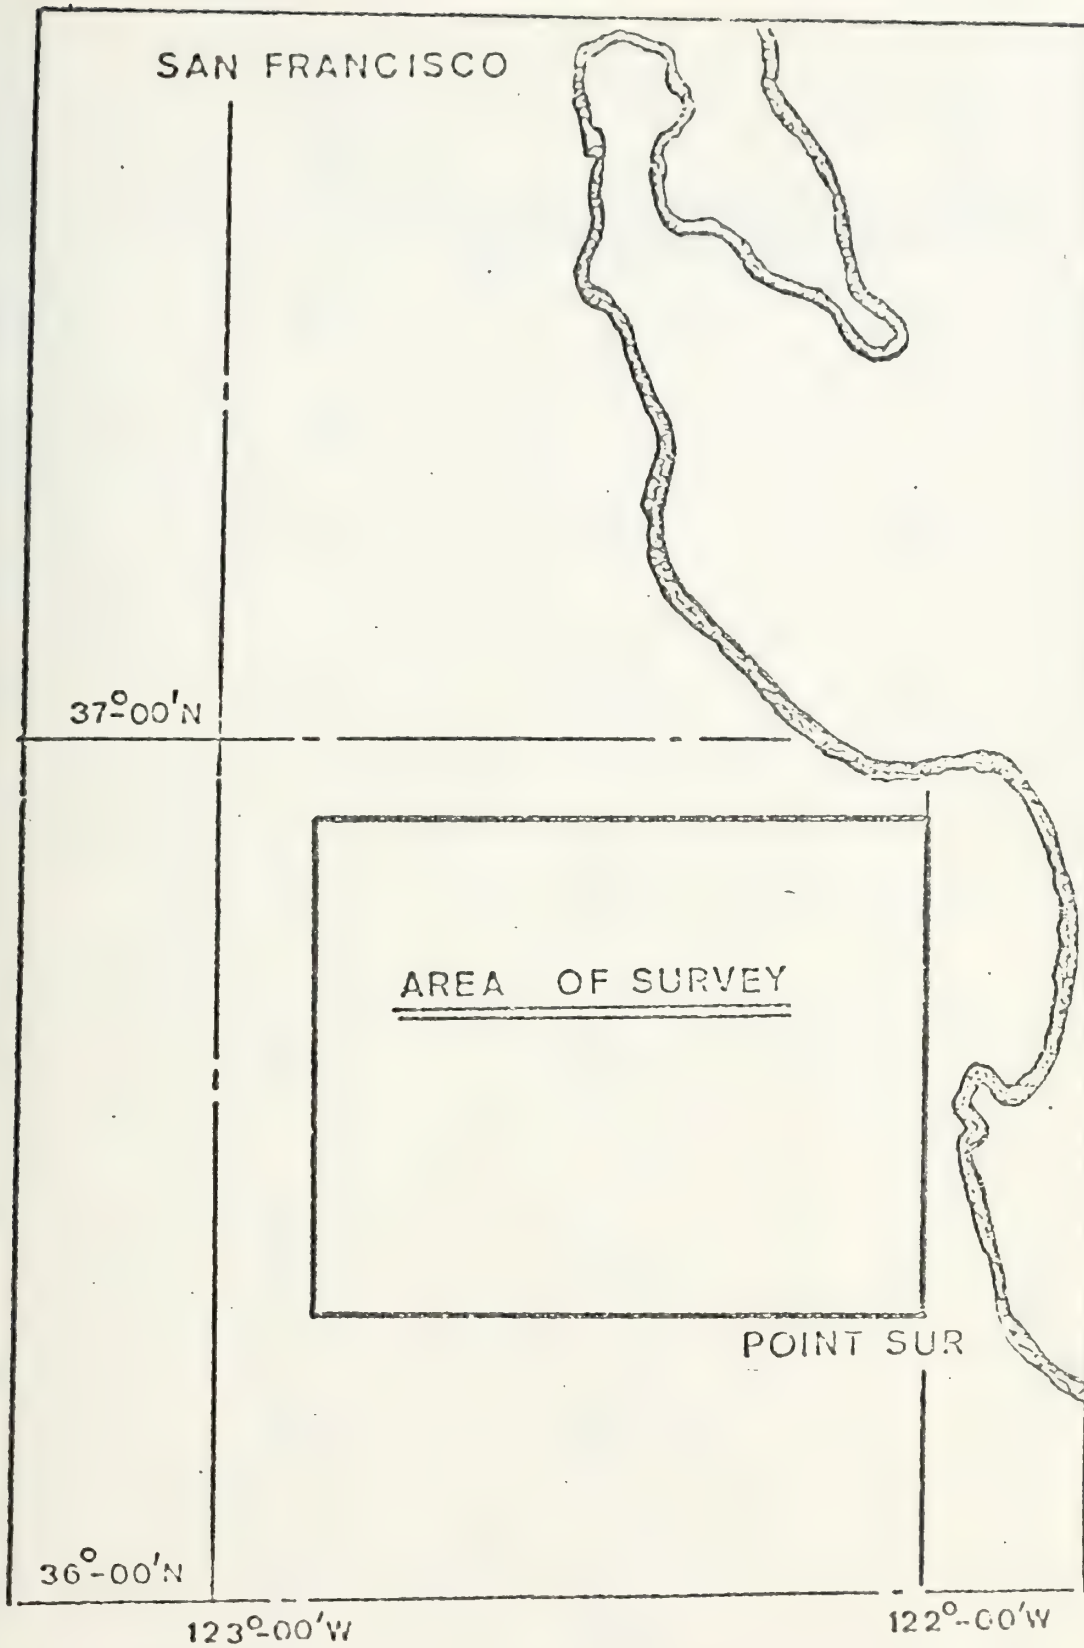 SAN FRANCISCO
37°-00'N
AREA OF SURVEY
POINT SUR
36°-00'N
123°-00'W
122°-00'W